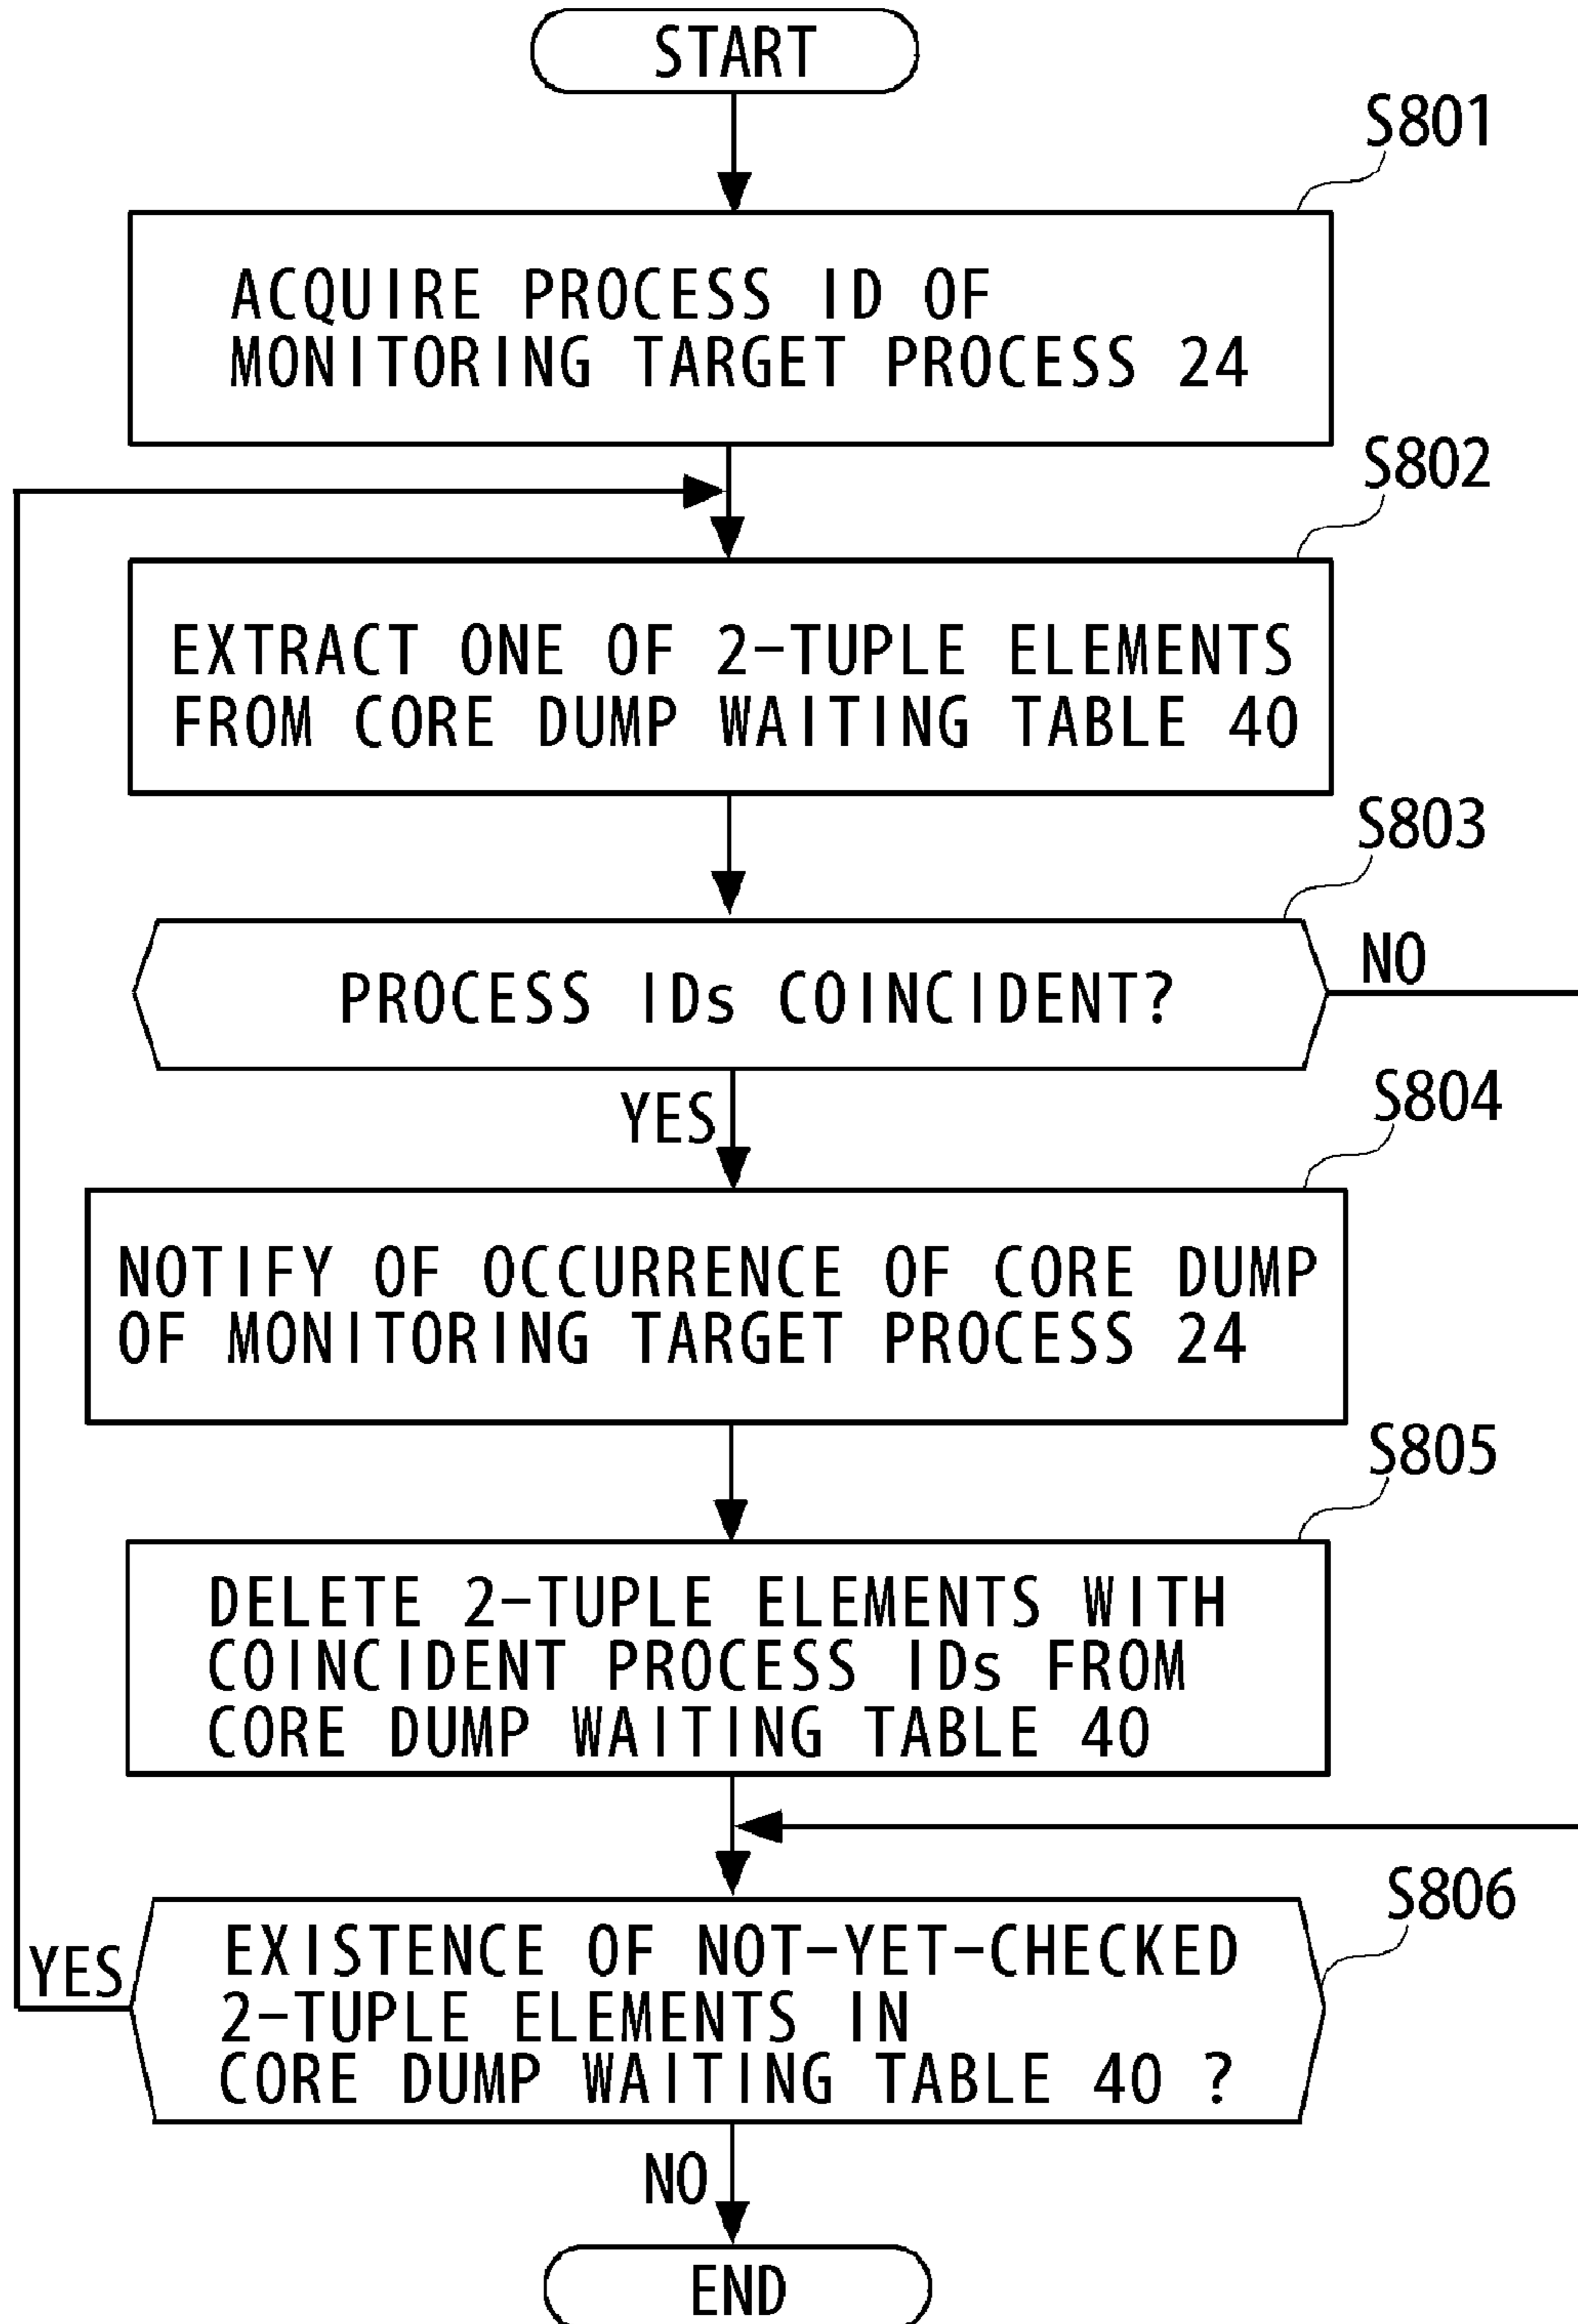 START
S801
ACQUIRE PROCESS ID OF
MONITORING TARGET PROCESS 24
S802
EXTRACT ONE OF 2-TUPLE ELEMENTS
FROM CORE DUMP WAITING TABLE 40
S803
PROCESS IDs COINCIDENT?
NO
YES
S804
NOTIFY OF OCCURRENCE OF CORE DUMP
OF MONITORING TARGET PROCESS 24
S805
DELETE 2-TUPLE ELEMENTS WITH
COINCIDENT PROCESS IDs FROM
CORE DUMP WAITING TABLE 40
S806
YES
EXISTENCE OF NOT-YET-CHECKED
2-TUPLE ELEMENTS IN
CORE DUMP WAITING TABLE 40 ?
NO
END